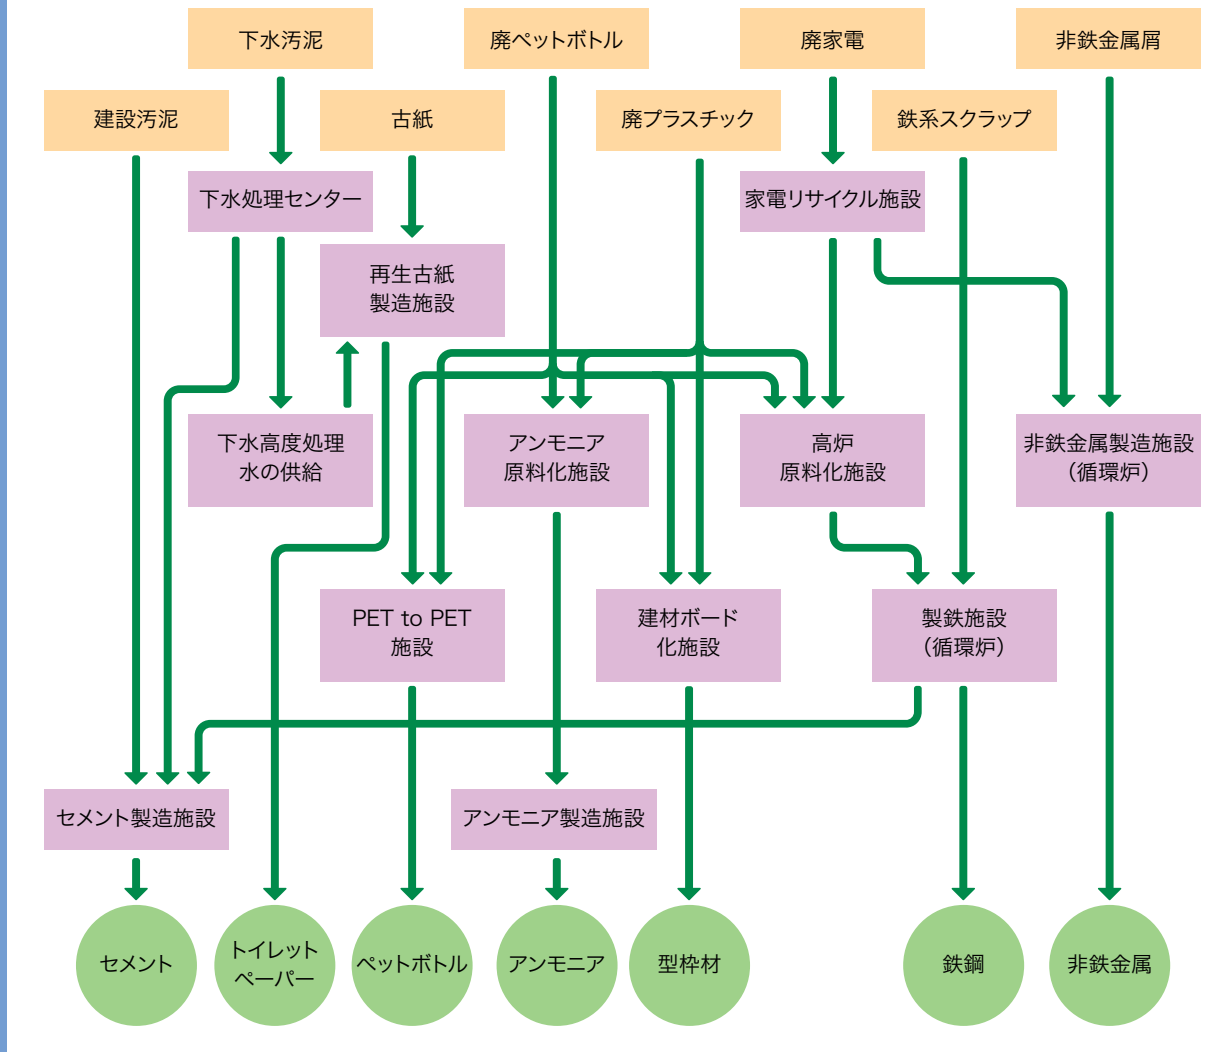 下水汚泥
廃ペットボトル
廃家電
非鉄金属屑
建設汚泥
古紙
廃プラスチック
鉄系スクラップ
下水処理センター
家電リサイクル施設
再生古紙
製造施設
下水高度処理
水の供給
アンモニア
原料化施設
高炉
原料化施設
非鉄金属製造施設
（循環炉）
PET to PET
施設
建材ボード
化施設
製鉄施設
（循環炉）
セメント製造施設
アンモニア製造施設
セメント
トイレット
ペーパー
ペットボトル
アンモニア
型枠材
鉄鋼
非鉄金属